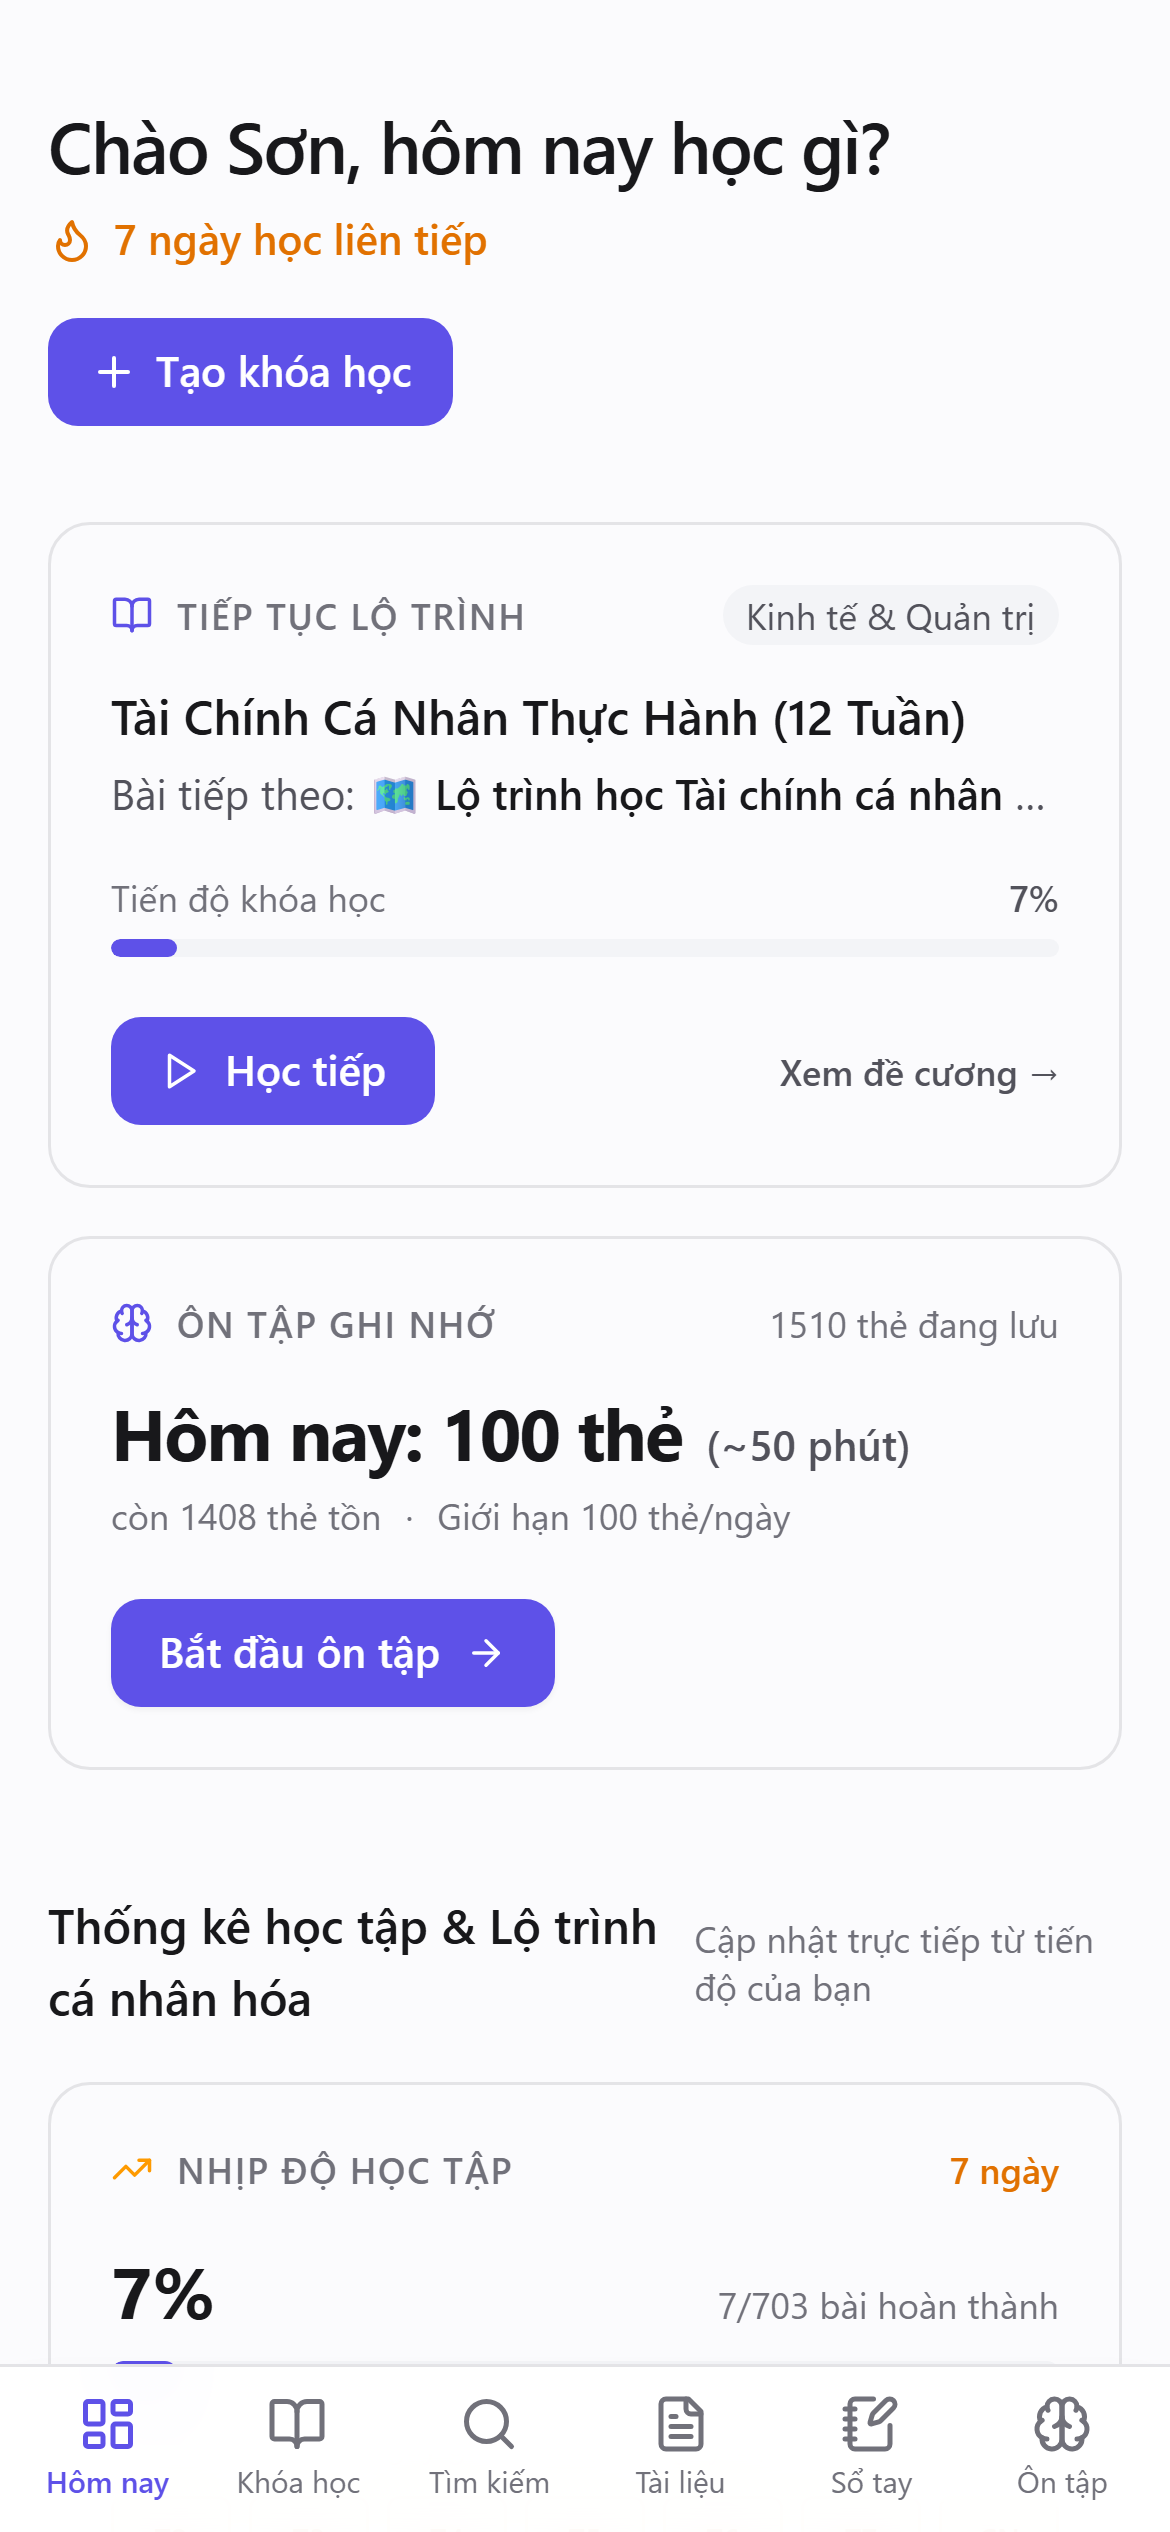 Chào Sơn, hôm nay học gì?
7 ngày học liên tiếp
Tạo khóa học
TIẾP TỤC LỘ TRÌNH
Kinh tế & Quản trị
Tài Chính Cá Nhân Thực Hành (12 Tuần)
Bài tiếp theo: 🗺️ Lộ trình học Tài chính cá nhân ...
Tiến độ khóa học
7%
Học tiếp
Xem đề cương →
ÔN TẬP GHI NHỚ
1510 thẻ đang lưu
Hôm nay: 100 thẻ (~50 phút)
còn 1408 thẻ tồn · Giới hạn 100 thẻ/ngày
Bắt đầu ôn tập →
Thống kê học tập & Lộ trình
cá nhân hóa
Cập nhật trực tiếp từ tiến
độ của bạn
NHỊP ĐỘ HỌC TẬP
7 ngày
7%
7/703 bài hoàn thành
Hôm nay
Khóa học
Tìm kiếm
Tài liệu
Sổ tay
Ôn tập